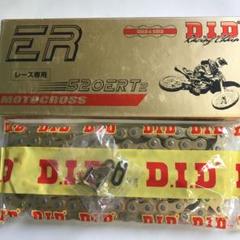 ER
D.I.D
Racing Chain
レース専用
520ERT2
MOTOCROSS
D.I.D
D.I.D